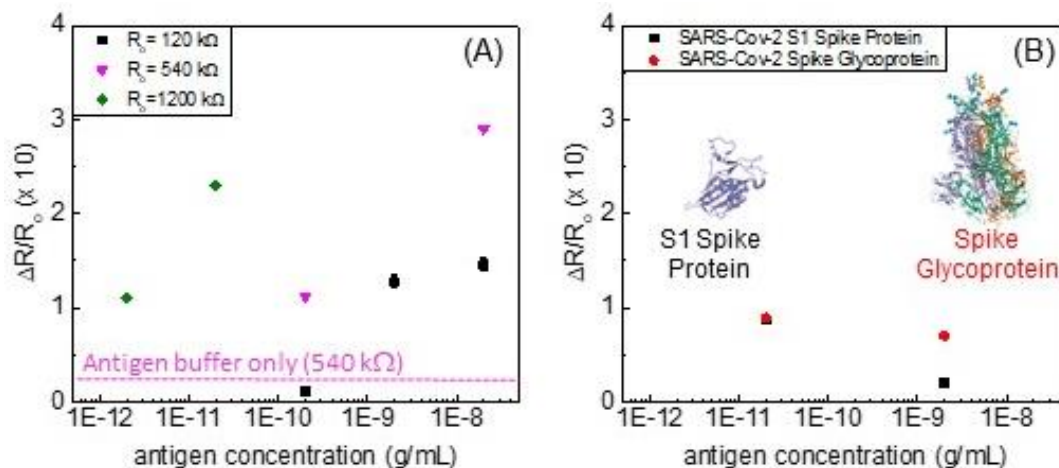 (A)
R₀ = 120 kΩ
R₀ = 540 kΩ
R₀=1200 kΩ
4
3
2
1
0
ΔR/R₀ (x 10)
Antigen buffer only (540 kΩ)
1E-12 1E-11 1E-10 1E-9 1E-8
antigen concentration (g/mL)
(B)
SARS-Cov-2 S1 Spike Protein
SARS-Cov-2 Spike Glycoprotein
4
3
2
1
0
ΔR/R₀ (x 10)
S1 Spike
Protein
Spike
Glycoprotein
1E-12 1E-11 1E-10 1E-9 1E-8
antigen concentration (g/mL)